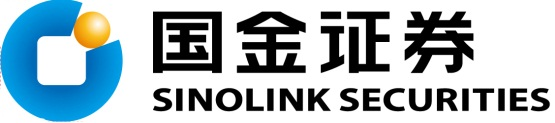 国金证券
SINOLINK SECURITIES